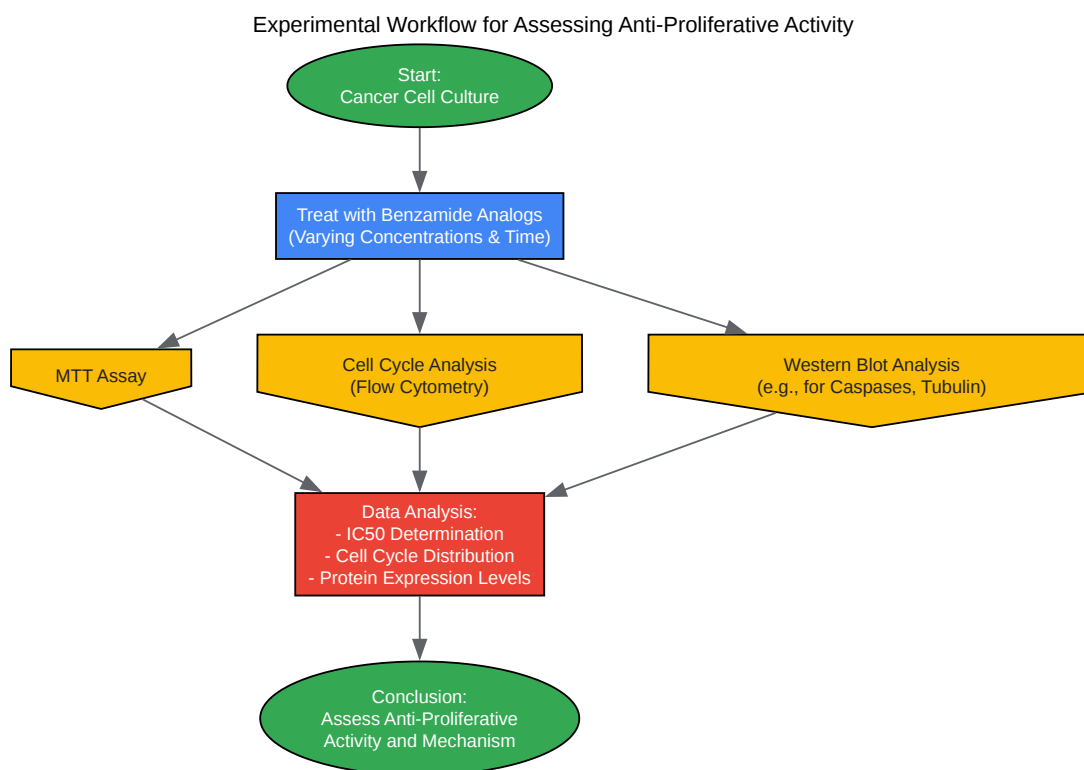 Experimental Workflow for Assessing Anti-Proliferative Activity
Start:
Cancer Cell Culture
Treat with Benzamide Analogs
(Varying Concentrations & Time)
MTT Assay
Cell Cycle Analysis
(Flow Cytometry)
Western Blot Analysis
(e.g., for Caspases, Tubulin)
Data Analysis:
- IC50 Determination
- Cell Cycle Distribution
- Protein Expression Levels
Conclusion:
Assess Anti-Proliferative
Activity and Mechanism